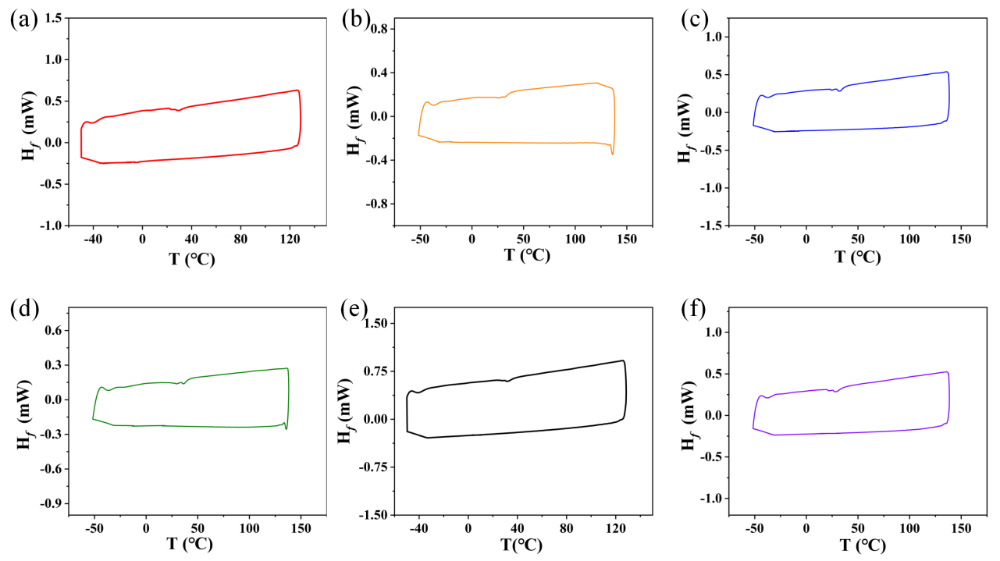 (a)
1.5
1.0
0.5
0.0
-0.5
-1.0
H_f (mW)
-40 0 40 80 120
T (°C)
(b)
0.8
0.4
0.0
-0.4
-0.8
H_f (mW)
-50 0 50 100 150
T (°C)
(c)
1.0
0.5
0.0
-0.5
-1.0
-1.5
H_f (mW)
-50 0 50 100 150
T (°C)
(d)
0.6
0.3
0.0
-0.3
-0.6
-0.9
H_f (mW)
-50 0 50 100 150
T (°C)
(e)
1.50
0.75
0.00
-0.75
-1.50
H_f (mW)
-40 0 40 80 120
T(°C)
(f)
1.0
0.5
0.0
-0.5
-1.0
H_f (mW)
-50 0 50 100 150
T (°C)